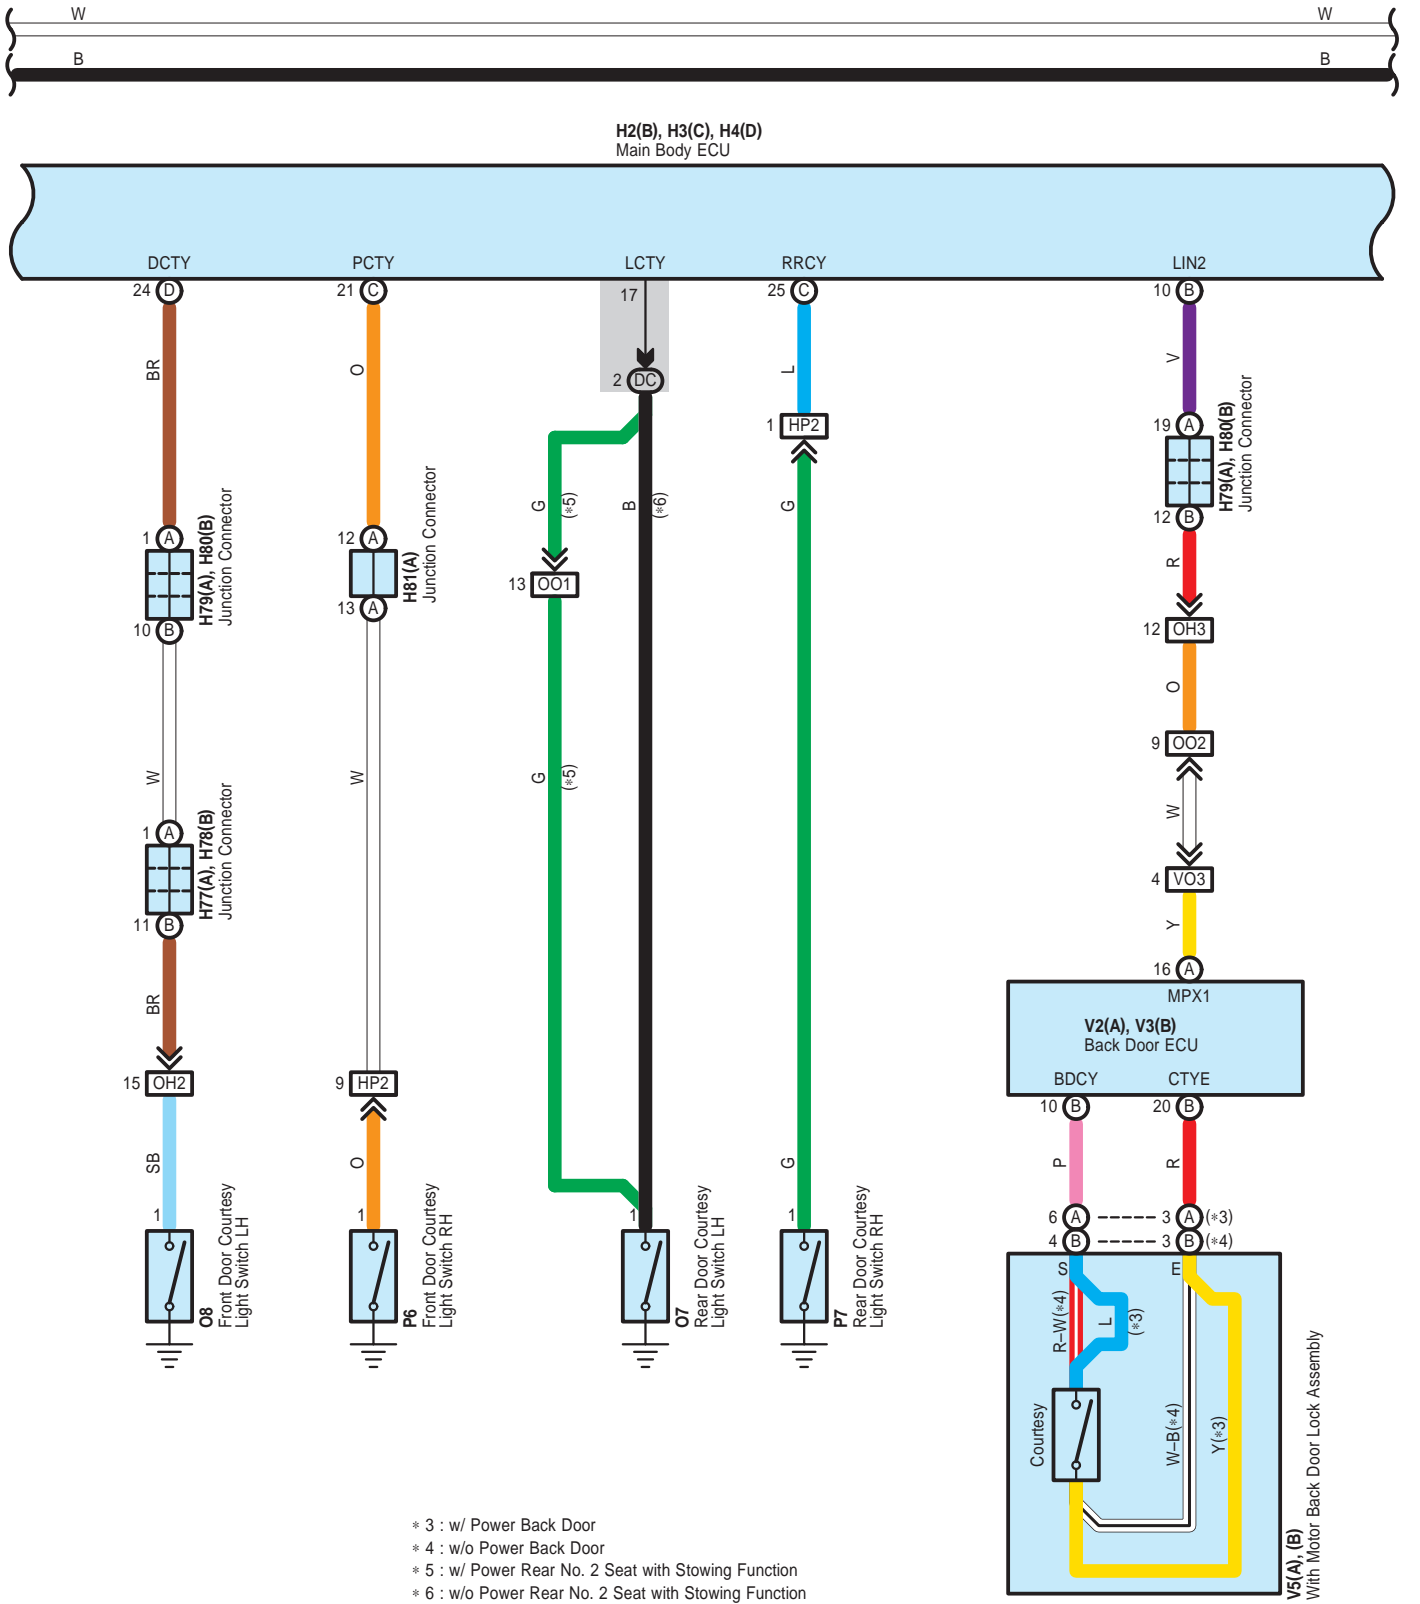 W W
B B
H2(B), H3(C), H4(D)
Main Body ECU
DCTY PCTY LCTY RRCY LIN2
24 D 21 C 17 25 C 10 B
BR O 2 DC L V
1 HP2
19 A
H79(A), H80(B)
Junction Connector
12 B
G (*5) B (*6) G
1 A
H79(A), H80(B)
Junction Connector
10 B
12 A
H81(A)
Junction Connector
13 A
13 OO1
R
12 OH3
O
9 OO2
W W G (*5) W
1 A
H77(A), H78(B)
Junction Connector
11 B
4 VO3
Y
16 A
MPX1
V2(A), V3(B)
Back Door ECU
BDCY CTYE
10 B 20 B
BR
15 OH2 9 HP2
SB O G P R
1 1 1 1
6 A 3 A (*3)
4 B 3 B (*4)
S E
O8
Front Door Courtesy
Light Switch LH
P6
Front Door Courtesy
Light Switch RH
O7
Rear Door Courtesy
Light Switch LH
P7
Rear Door Courtesy
Light Switch RH
R–W(*4) L (*3)
Courtesy
W–B(*4) Y(*3)
V5(A), (B)
With Motor Back Door Lock Assembly
* 3 : w/ Power Back Door
* 4 : w/o Power Back Door
* 5 : w/ Power Rear No. 2 Seat with Stowing Function
* 6 : w/o Power Rear No. 2 Seat with Stowing Function